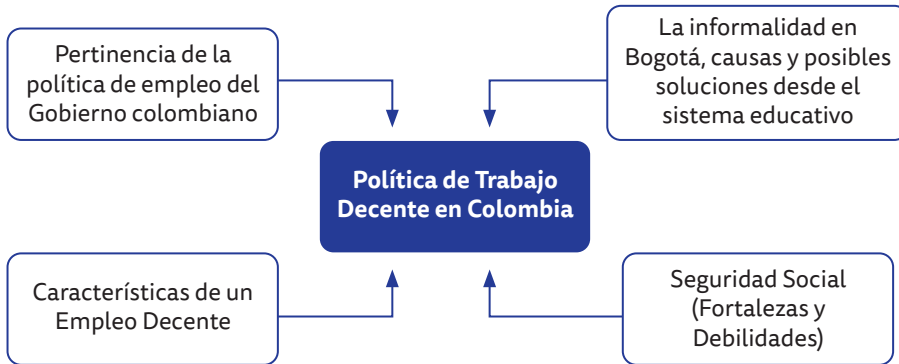 Pertinencia de la
política de empleo del
Gobierno colombiano
La informalidad en
Bogotá, causas y posibles
soluciones desde el
sistema educativo
Política de Trabajo
Decente en Colombia
Características de un
Empleo Decente
Seguridad Social
(Fortalezas y
Debilidades)